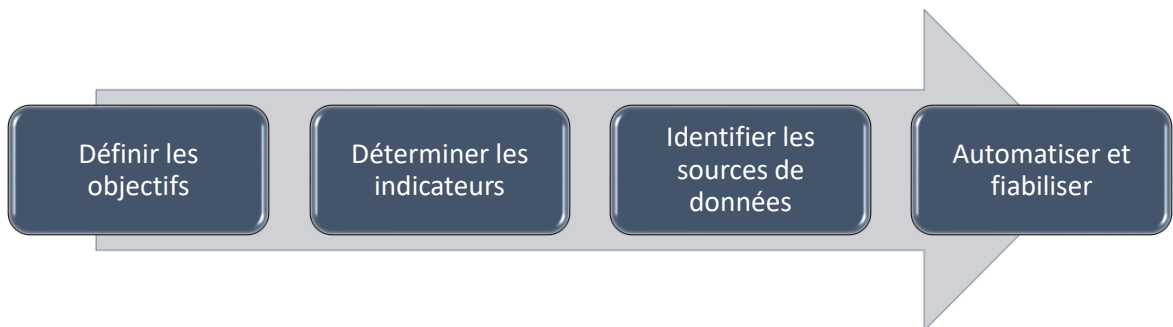 Définir les
objectifs
Déterminer les
indicateurs
Identifier les
sources de
données
Automatiser et
fiabiliser